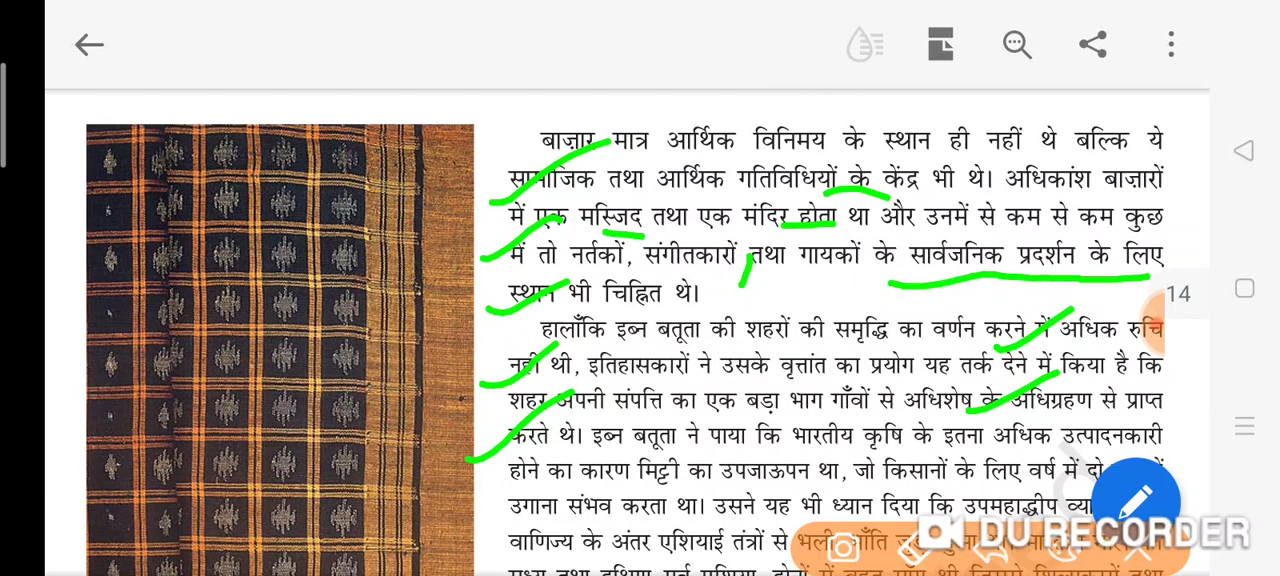 बाज़ार मात्र आर्थिक विनिमय के स्थान ही नहीं थे बल्कि ये
सामाजिक तथा आर्थिक गतिविधियों के केंद्र भी थे। अधिकांश बाज़ारों
में एक मस्जिद तथा एक मंदिर होता था और उनमें से कम से कम कुछ
में तो नर्तकों, संगीतकारों तथा गायकों के सार्वजनिक प्रदर्शन के लिए
स्थान भी चिह्नित थे।
14
हालाँकि इब्न बतूता की शहरों की समृद्धि का वर्णन करने में अधिक रुचि
नहीं थी, इतिहासकारों ने उसके वृत्तांत का प्रयोग यह तर्क देने में किया है कि
शहर अपनी संपत्ति का एक बड़ा भाग गाँवों से अधिशेष के अधिग्रहण से प्राप्त
करते थे। इब्न बतूता ने पाया कि भारतीय कृषि के इतना अधिक उत्पादनकारी
होने का कारण मिट्टी का उपजाऊपन था, जो किसानों के लिए वर्ष में दो
उगाना संभव करता था। उसने यह भी ध्यान दिया कि उपमहाद्वीप
वाणिज्य के अंतर एशियाई तंत्रों से भली भाँति
DU RECORDER